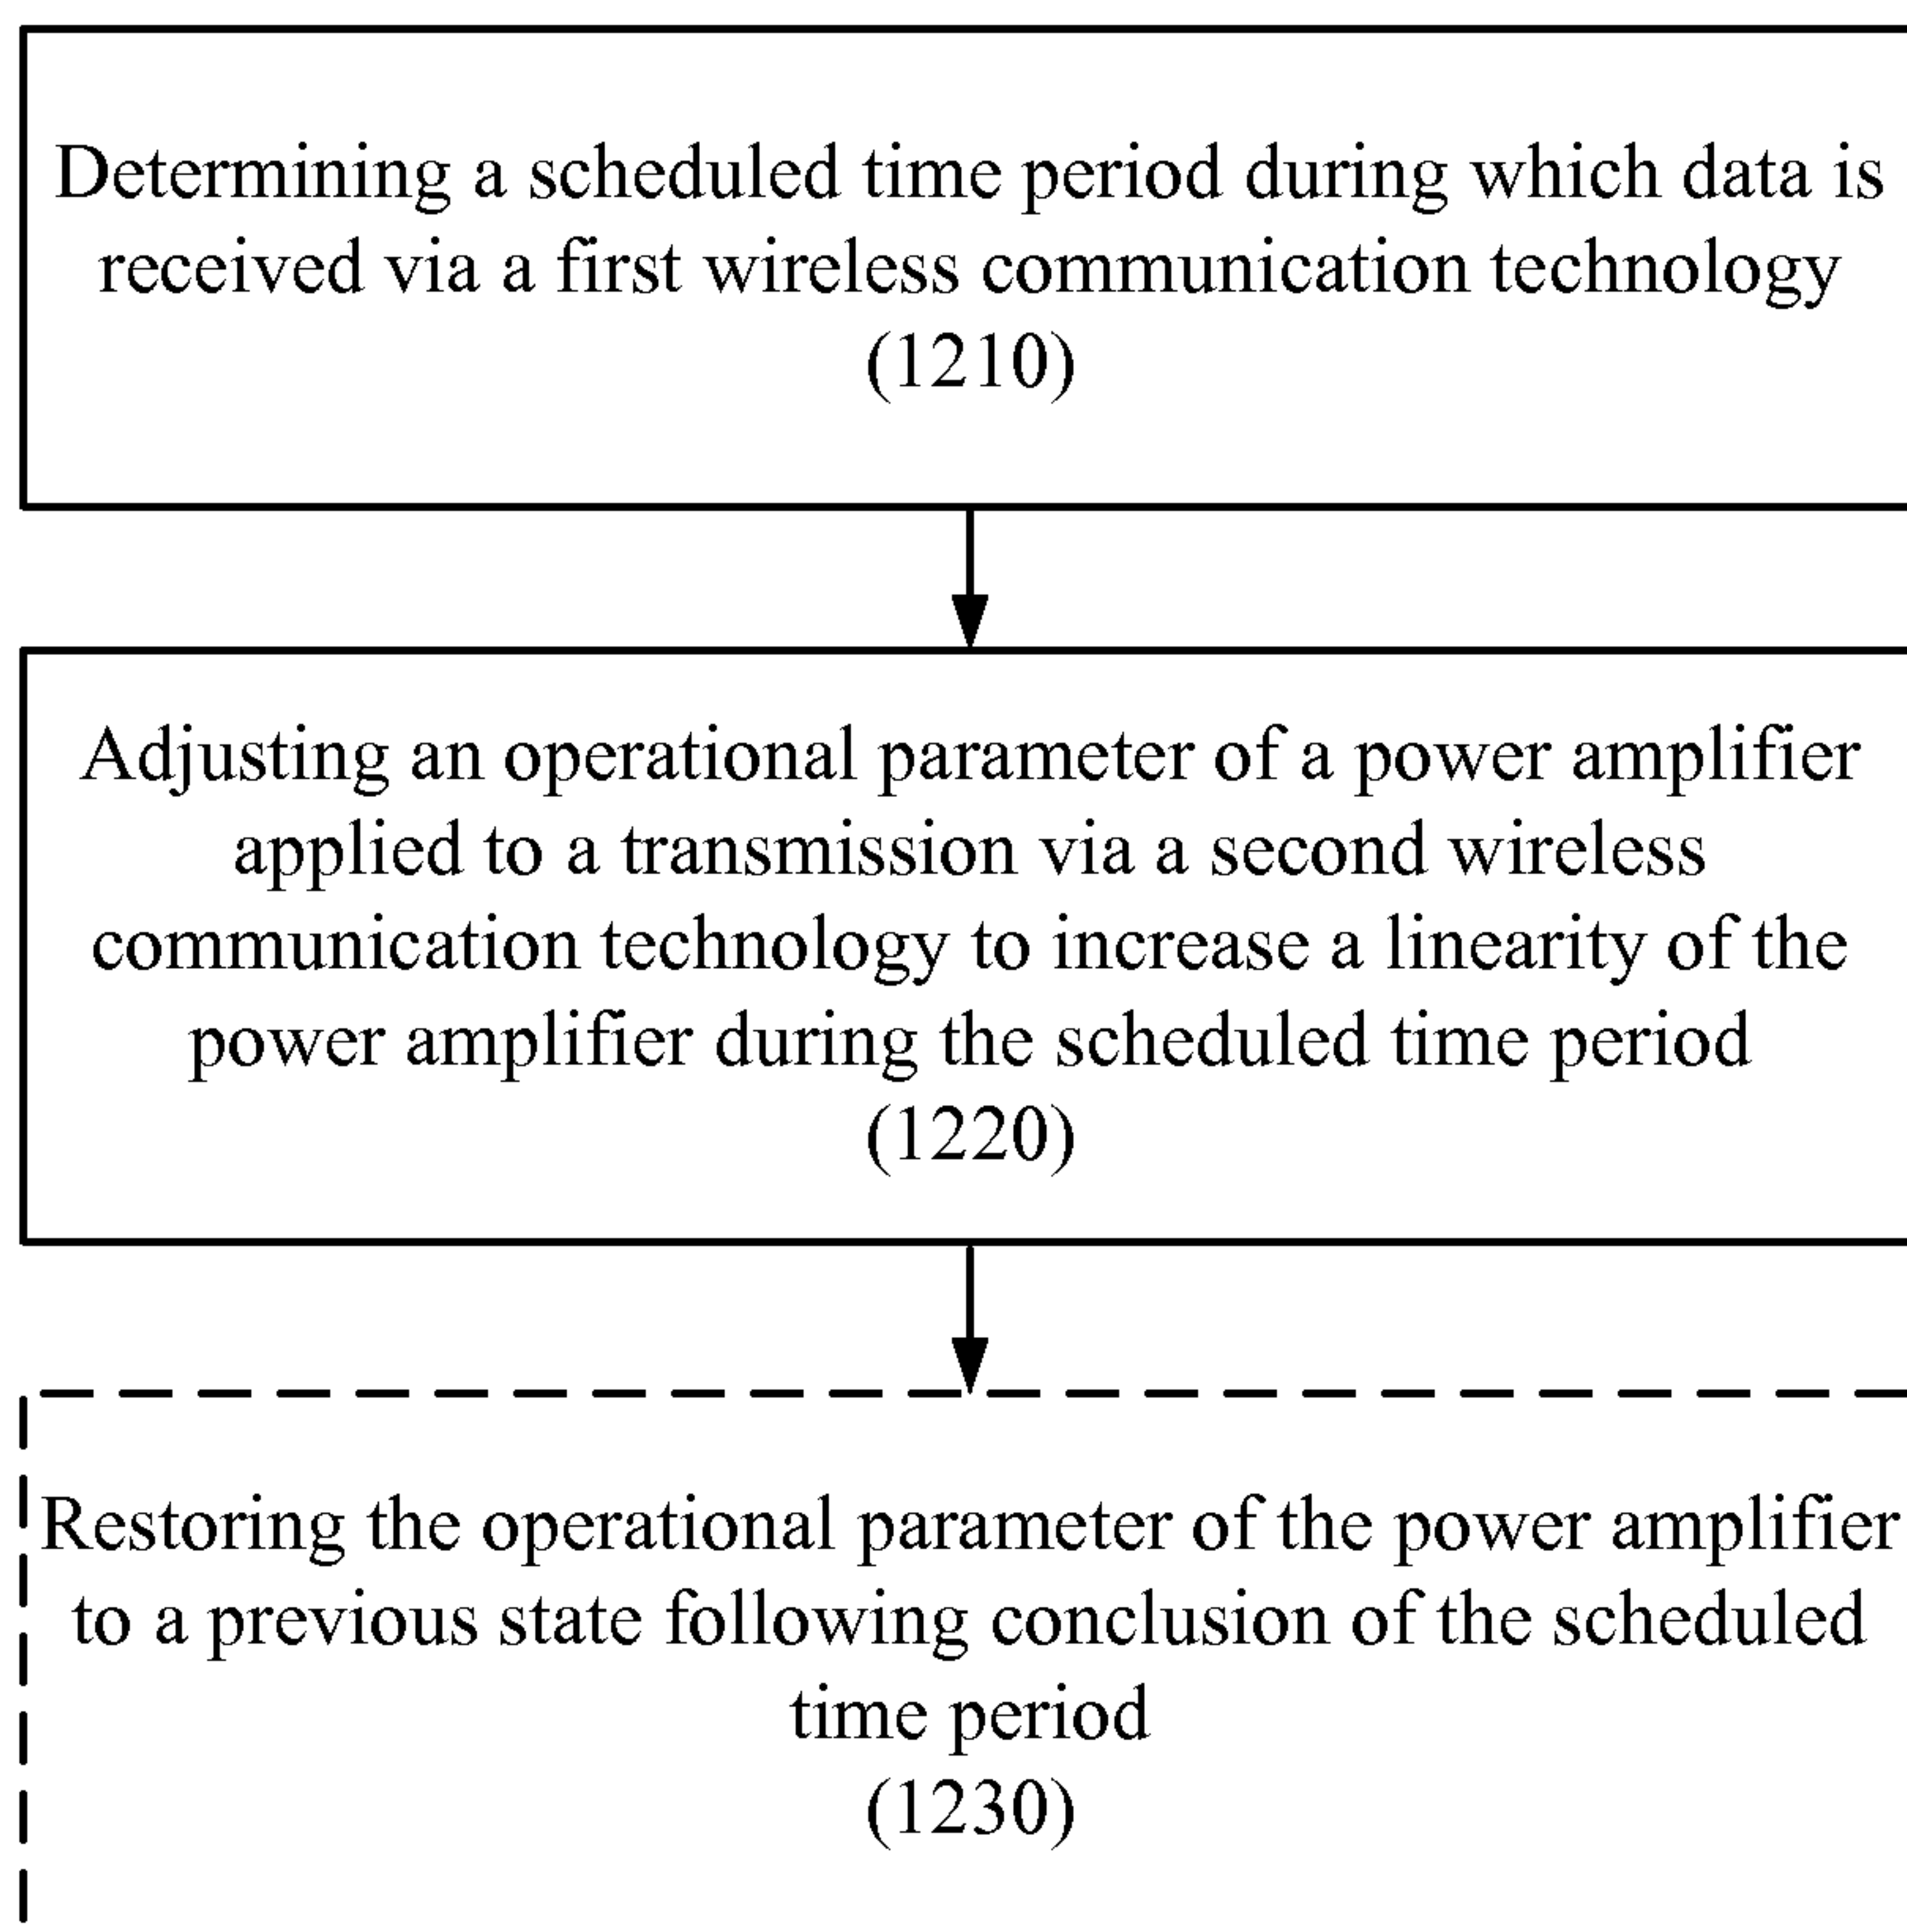 Determining a scheduled time period during which data is
received via a first wireless communication technology
(1210)
Adjusting an operational parameter of a power amplifier
applied to a transmission via a second wireless
communication technology to increase a linearity of the
power amplifier during the scheduled time period
(1220)
Restoring the operational parameter of the power amplifier
to a previous state following conclusion of the scheduled
time period
(1230)